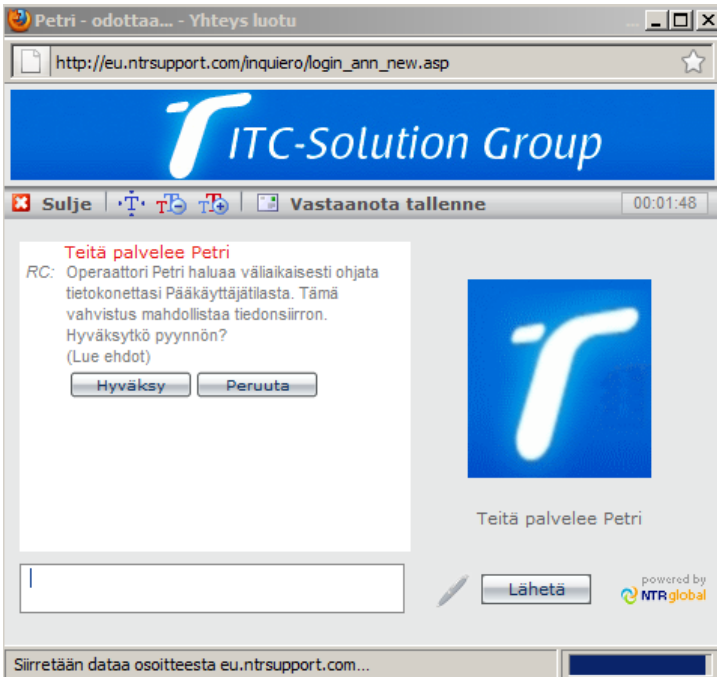 Petri - odottaa... - Yhteys luotu
http://eu.ntrsupport.com/inquiero/login_ann_new.asp
ITC-Solution Group
Sulje T T T Vastaanota tallenne 00:01:48
Teitä palvelee Petri
RC: Operaattori Petri haluaa väliaikaisesti ohjata
tietokonettasi Pääkäyttäjätilasta. Tämä
vahvistus mahdollistaa tiedonsiirron.
Hyväksytkö pyynnön?
(Lue ehdot)
Hyväksy Peruuta
Teitä palvelee Petri
Lähetä
powered by
NTRglobal
Siirretään dataa osoitteesta eu.ntrsupport.com...